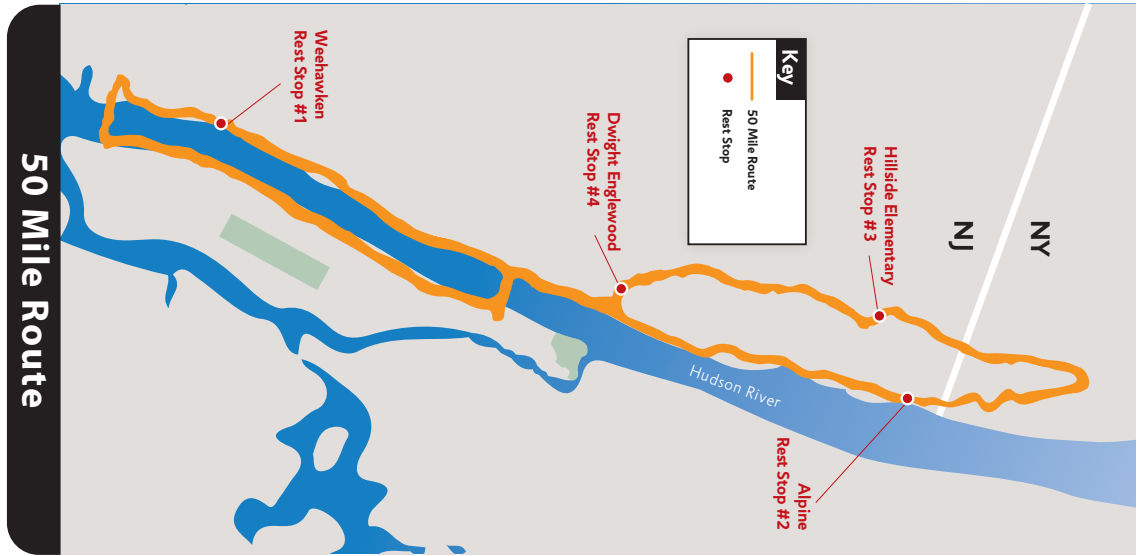 50 Mile Route
Weehawken
Rest Stop #1
Dwight Englewood
Rest Stop #4
Key
50 Mile Route
Rest Stop
Hillside Elementary
Rest Stop #3
NJ
NY
Hudson River
Alpine
Rest Stop #2